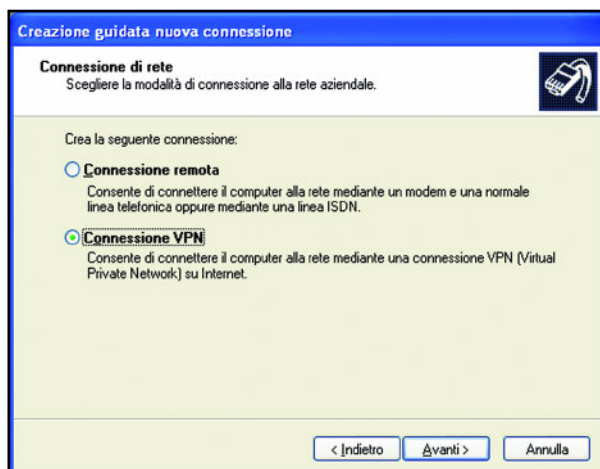 Creazione guidata nuova connessione
Connessione di rete
Scegliere la modalità di connessione alla rete aziendale.
Crea la seguente connessione:
Connessione remota
Consente di connettere il computer alla rete mediante un modem e una normale
linea telefonica oppure mediante una linea ISDN.
Connessione VPN
Consente di connettere il computer alla rete mediante una connessione VPN (Virtual
Private Network) su Internet.
< Indietro
Avanti >
Annulla